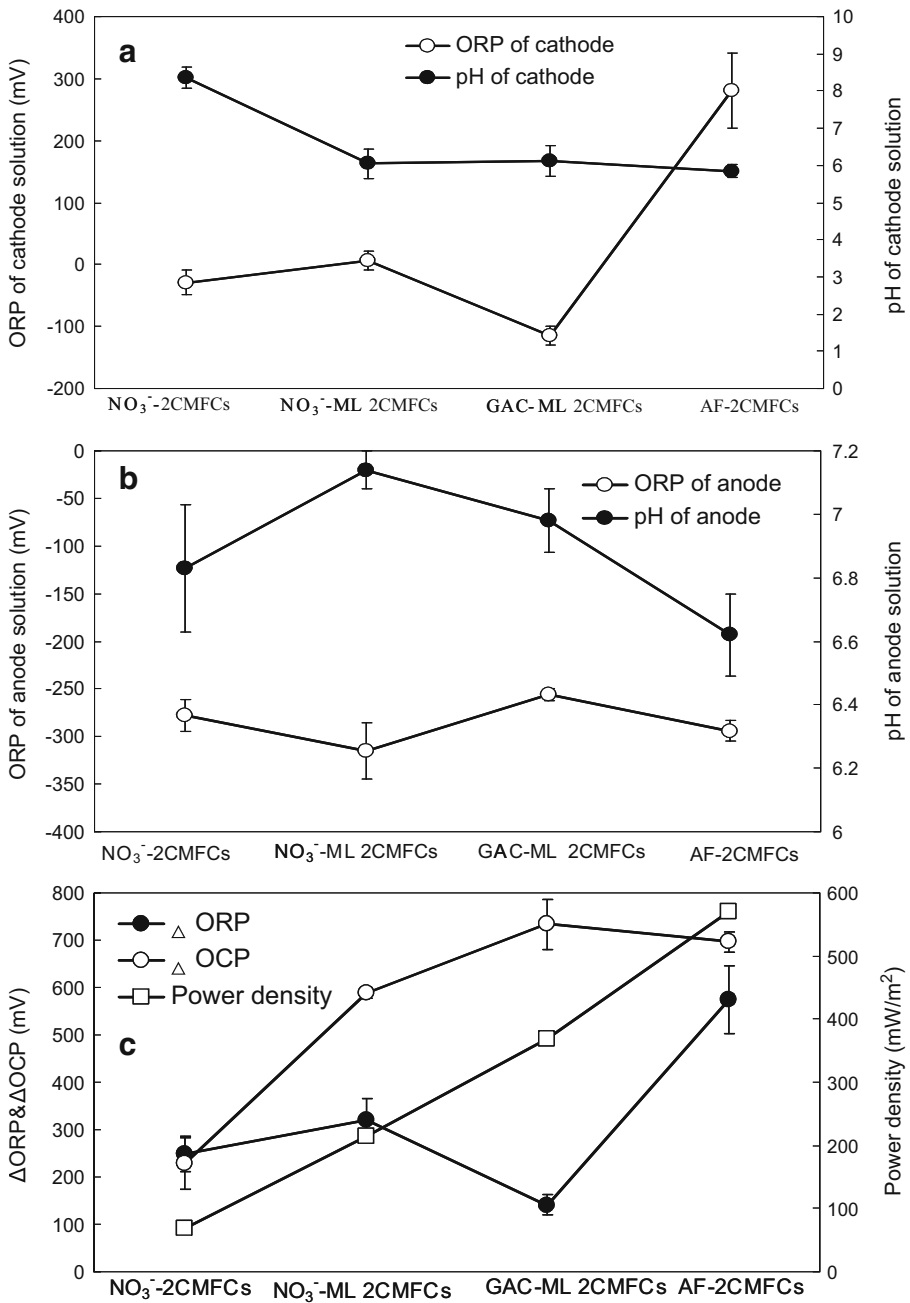 a
ORP of cathode
pH of cathode
ORP of cathode solution (mV)
400
300
200
100
0
-100
-200
pH of cathode solution
10
9
8
7
6
5
4
3
2
1
0
NO₃⁻-2CMFCs NO₃⁻-ML 2CMFCs GAC-ML 2CMFCs AF-2CMFCs
b
ORP of anode
pH of anode
ORP of anode solution (mV)
0
-50
-100
-150
-200
-250
-300
-350
-400
pH of anode solution
7.2
7
6.8
6.6
6.4
6.2
6
NO₃⁻-2CMFCs NO₃⁻-ML 2CMFCs GAC-ML 2CMFCs AF-2CMFCs
△ ORP
△ OCP
Power density
c
ΔORP&ΔOCP (mV)
800
700
600
500
400
300
200
100
0
Power density (mW/m²)
600
500
400
300
200
100
0
NO₃⁻-2CMFCs NO₃⁻-ML 2CMFCs GAC-ML 2CMFCs AF-2CMFCs